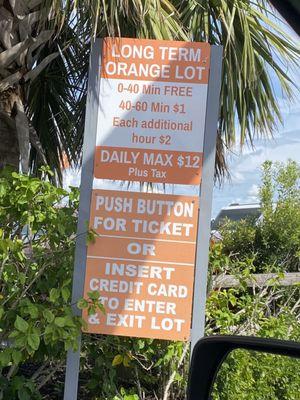 LONG TERM
ORANGE LOT
0-40 Min FREE
40-60 Min $1
Each additional
hour $2
DAILY MAX $12
Plus Tax
PUSH BUTTON
FOR TICKET
OR
INSERT
CREDIT CARD
TO ENTER
& EXIT LOT